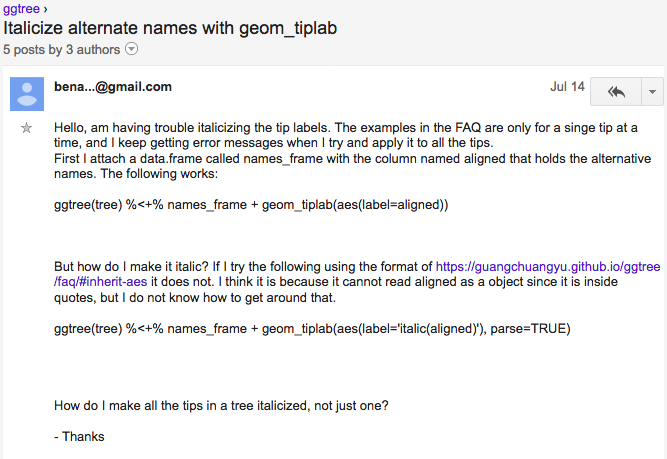 ggtree ›
Italicize alternate names with geom_tiplab
5 posts by 3 authors
bena...@gmail.com
Jul 14
Hello, am having trouble italicizing the tip labels. The examples in the FAQ are only for a singe tip at a
time, and I keep getting error messages when I try and apply it to all the tips.
First I attach a data.frame called names_frame with the column named aligned that holds the alternative
names. The following works:
ggtree(tree) %<+% names_frame + geom_tiplab(aes(label=aligned))
But how do I make it italic? If I try the following using the format of https://guangchuangyu.github.io/ggtree
/faq/#inherit-aes it does not. I think it is because it cannot read aligned as a object since it is inside
quotes, but I do not know how to get around that.
ggtree(tree) %<+% names_frame + geom_tiplab(aes(label='italic(aligned)'), parse=TRUE)
How do I make all the tips in a tree italicized, not just one?
- Thanks